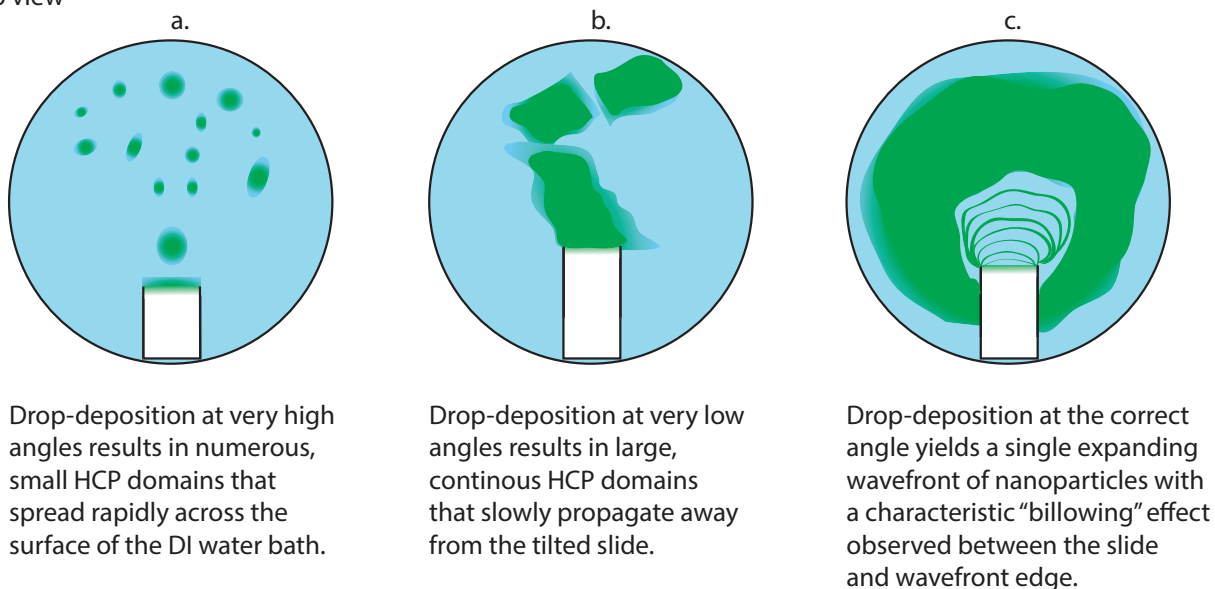 view
a.
b.
c.
Drop-deposition at very high
angles results in numerous,
small HCP domains that
spread rapidly across the
surface of the DI water bath.
Drop-deposition at very low
angles results in large,
continous HCP domains
that slowly propagate away
from the tilted slide.
Drop-deposition at the correct
angle yields a single expanding
wavefront of nanoparticles with
a characteristic “billowing” effect
observed between the slide
and wavefront edge.